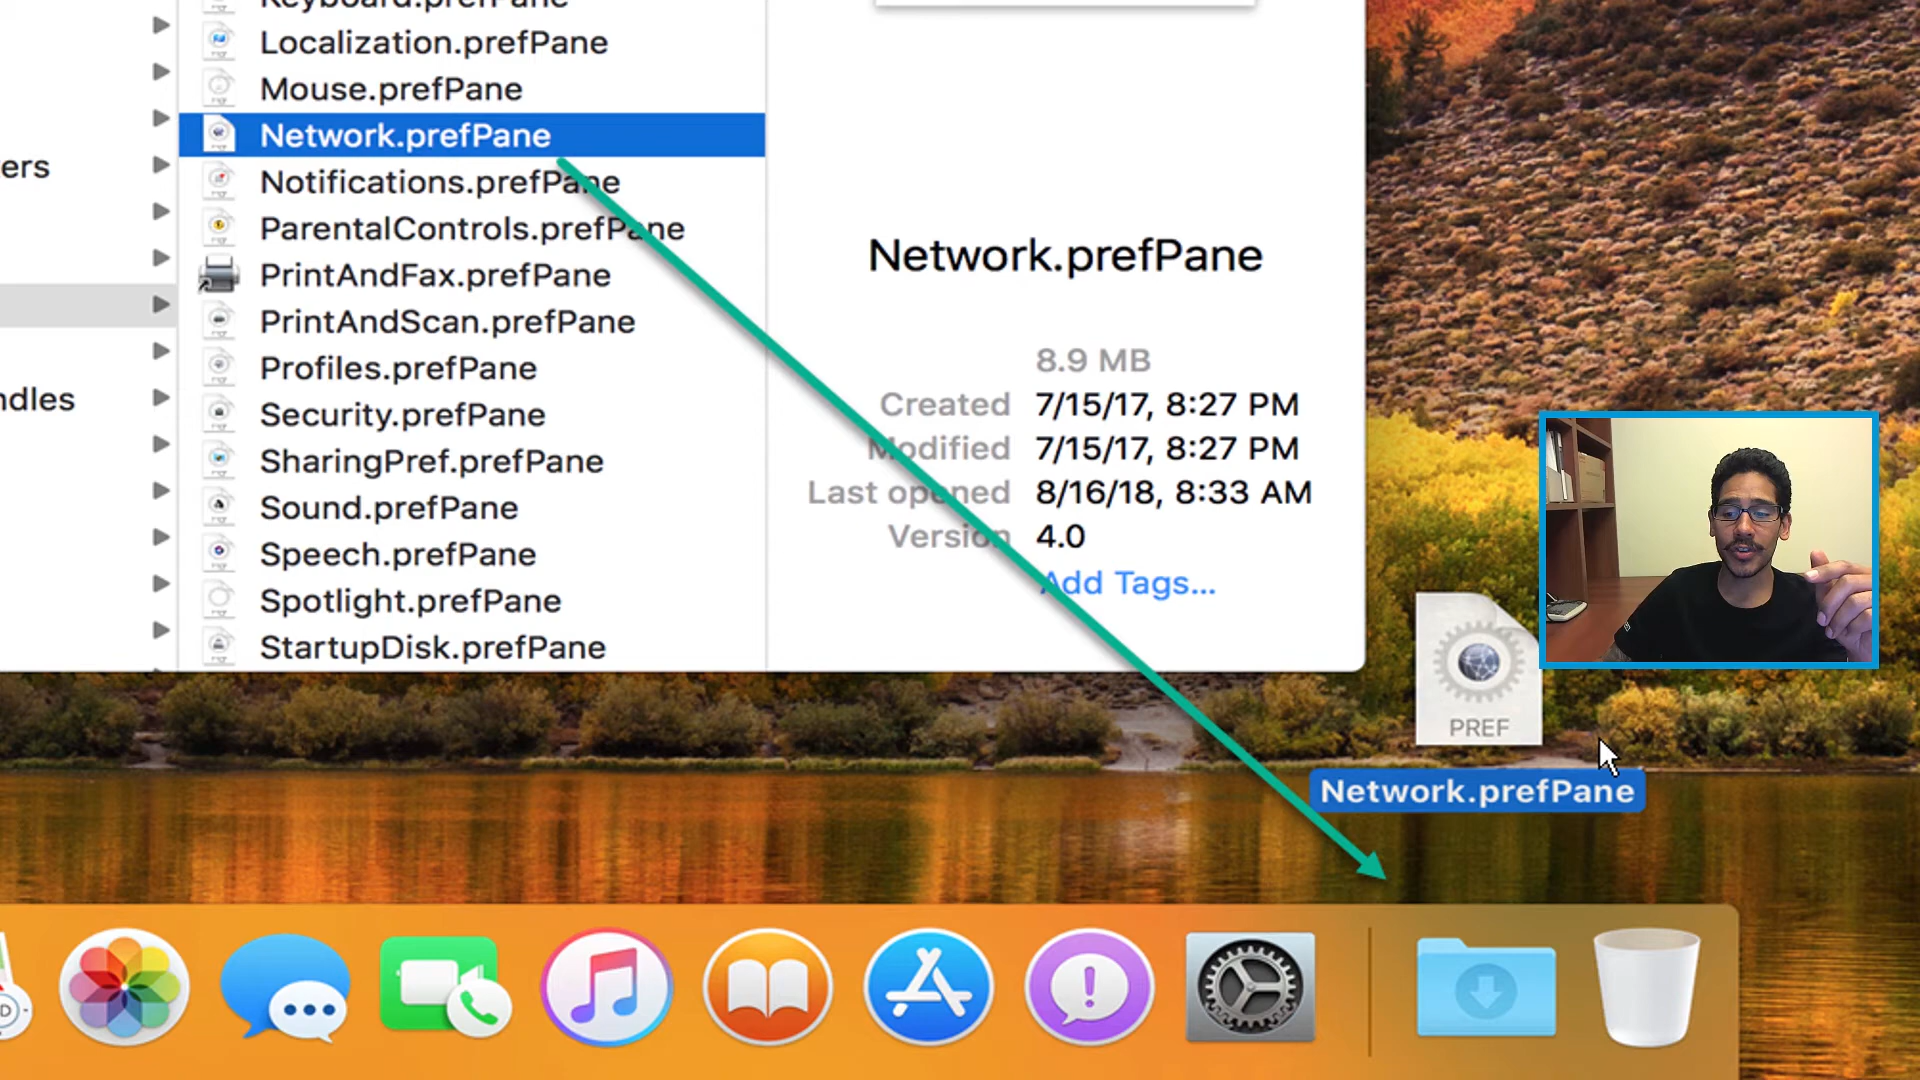 Keyboard.prefPane
Localization.prefPane
Mouse.prefPane
Network.prefPane
ers
Notifications.prefPane
ParentalControls.prefPane
PrintAndFax.prefPane
PrintAndScan.prefPane
Profiles.prefPane
ndles
Security.prefPane
SharingPref.prefPane
Sound.prefPane
Speech.prefPane
Spotlight.prefPane
StartupDisk.prefPane
Network.prefPane
8.9 MB
Created 7/15/17, 8:27 PM
Modified 7/15/17, 8:27 PM
Last opened 8/16/18, 8:33 AM
Version 4.0
Add Tags...
PREF
Network.prefPane